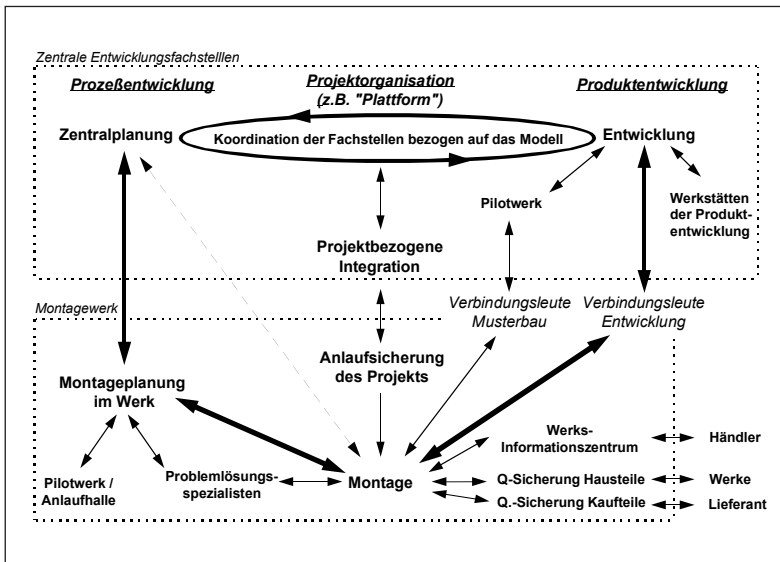 Zentrale Entwicklungsfachstelllen
Prozeßentwicklung
Projektorganisation
(z.B. "Plattform")
Produktentwicklung
Zentralplanung
Koordination der Fachstellen bezogen auf das Modell
Entwicklung
Pilotwerk
Werkstätten
der Produkt-
entwicklung
Projektbezogene
Integration
Montagewerk
Verbindungsleute
Musterbau
Verbindungsleute
Entwicklung
Anlaufsicherung
des Projekts
Montageplanung
im Werk
Werks-
Informationszentrum
Händler
Pilotwerk /
Anlaufhalle
Problemlösungs-
spezialisten
Montage
Q-Sicherung Hausteile
Werke
Q.-Sicherung Kaufteile
Lieferant